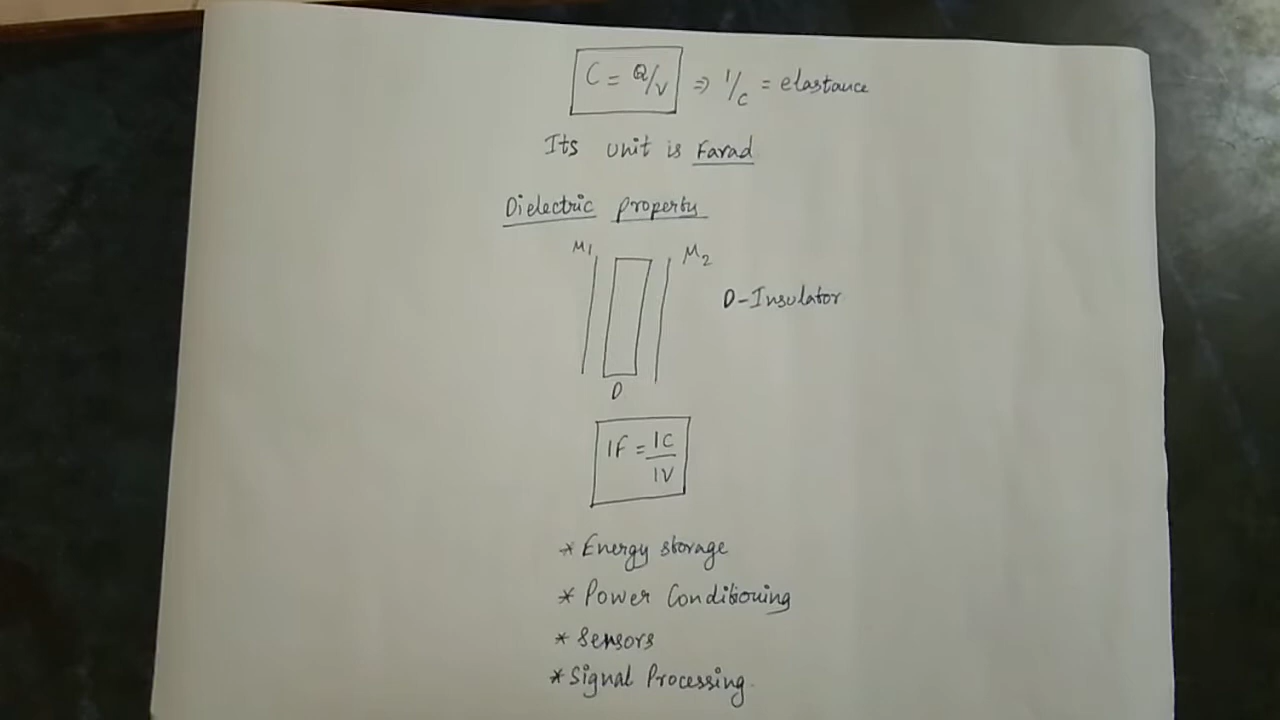 C = Q/V ⇒ 1/C = elastance
Its unit is Farad
Dielectric property
M1 M2
D-Insulator
D
1F = 1C/1V
* Energy storage
* Power Conditioning
* Sensors
* Signal Processing.